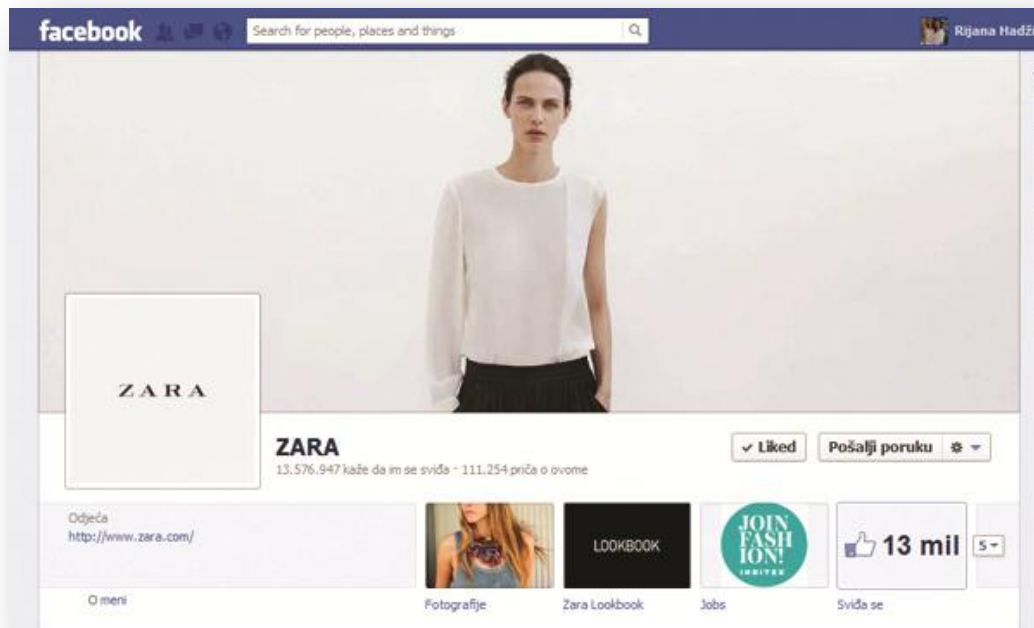 facebook
Search for people, places and things
Rijana Hadži
ZARA
ZARA
13.576.947 kaže da im se sviđa · 111.254 priča o ovome
✓ Liked
Pošalji poruku
Odjeća
http://www.zara.com/
LOOKBOOK
JOIN
FASH
ION!
INDITEX
13 mil
5
O meni
Fotografije
Zara Lookbook
Jobs
Sviđa se